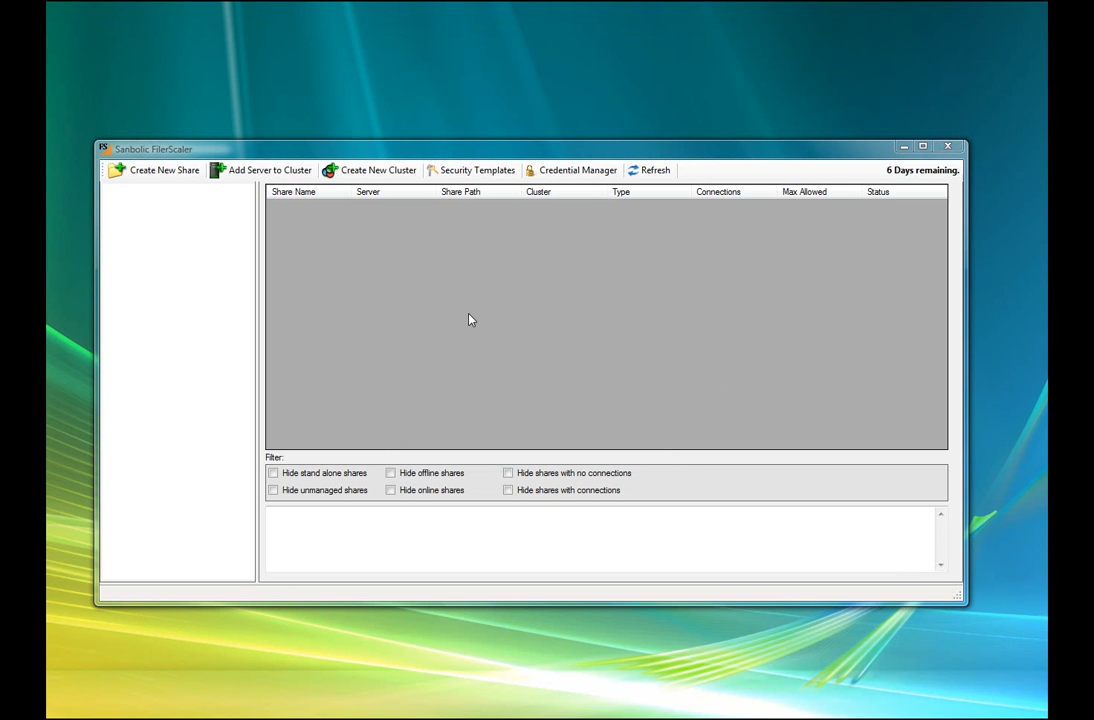 FS Sanbolic FilerScaler
Create New Share Add Server to Cluster Create New Cluster Security Templates Credential Manager Refresh 6 Days remaining.
Share Name Server Share Path Cluster Type Connections Max Allowed Status
Filter:
Hide stand alone shares Hide offline shares Hide shares with no connections
Hide unmanaged shares Hide online shares Hide shares with connections